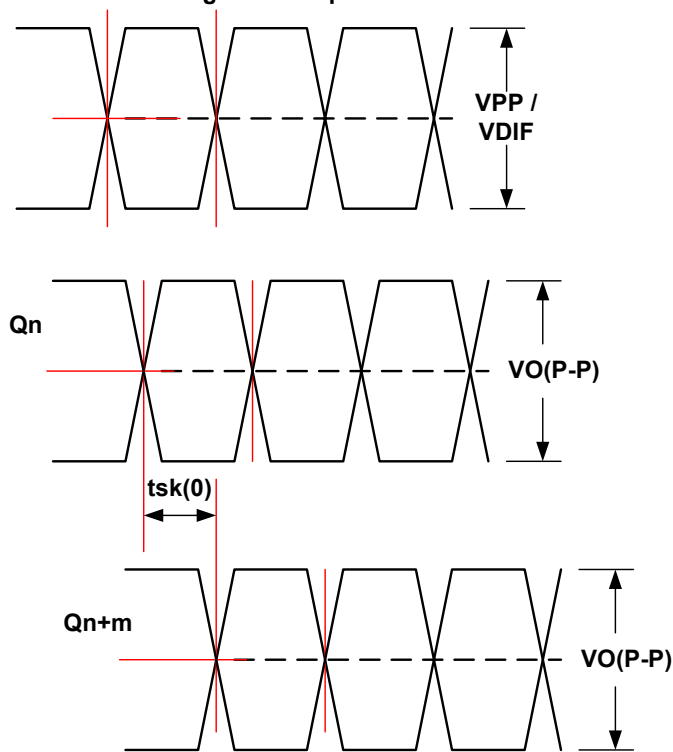 VPP /
VDIF
Qn
VO(P-P)
tsk(0)
Qn+m
VO(P-P)